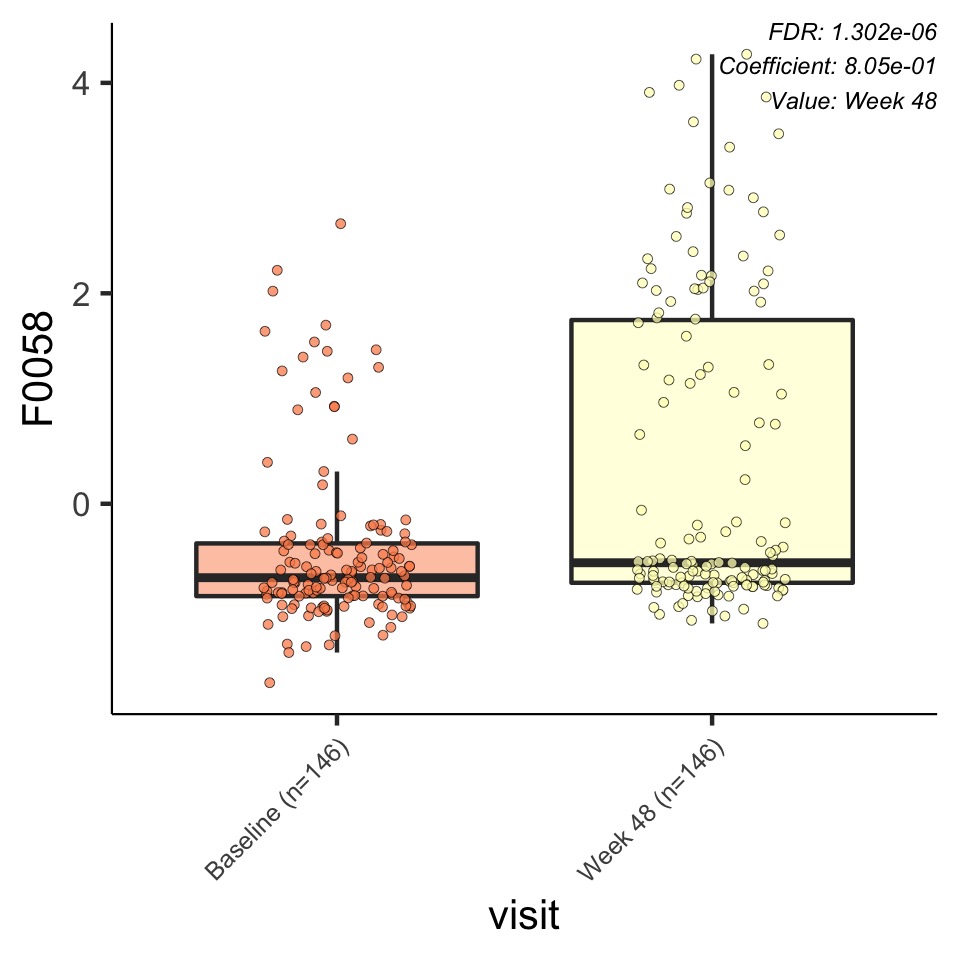 FDR: 1.302e-06
Coefficient: 8.05e-01
Value: Week 48
4
2
0
F0058
Baseline (n=146)
Week 48 (n=146)
visit